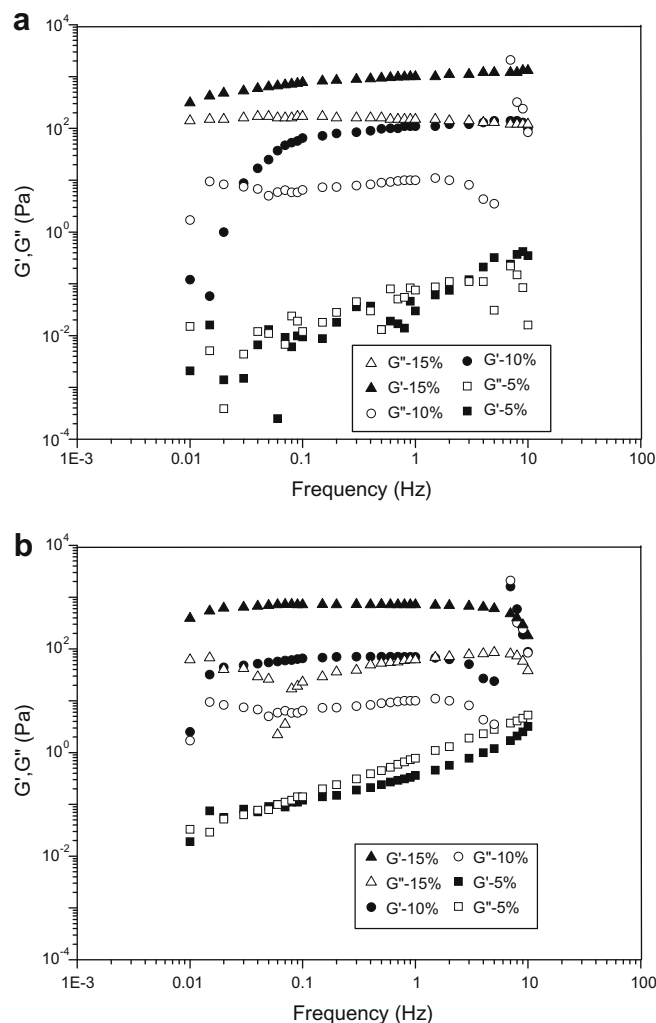 a
10^4
10^2
10^0
10^-2
10^-4
G',G" (Pa)
△ G"-15%
▲ G'-15%
○ G"-10%
● G'-10%
□ G"-5%
■ G'-5%
1E-3 0.01 0.1 1 10 100
Frequency (Hz)
b
10^4
10^2
10^0
10^-2
10^-4
G',G" (Pa)
▲ G'-15%
△ G"-15%
● G'-10%
○ G"-10%
■ G'-5%
□ G"-5%
1E-3 0.01 0.1 1 10 100
Frequency (Hz)